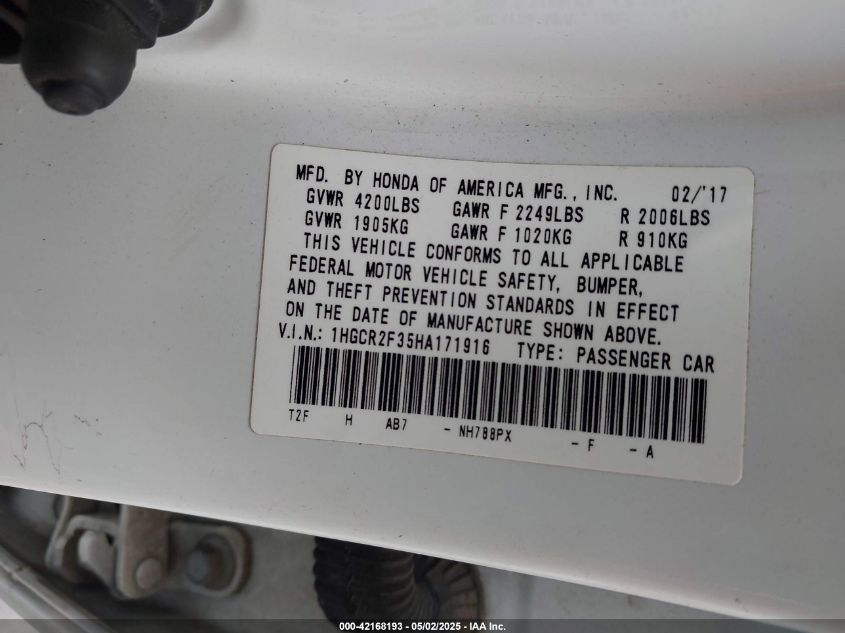 MFD. BY HONDA OF AMERICA MFG., INC. 02/'17
GVWR 4200LBS GAWR F 2249LBS R 2006LBS
GVWR 1905KG GAWR F 1020KG R 910KG
THIS VEHICLE CONFORMS TO ALL APPLICABLE
FEDERAL MOTOR VEHICLE SAFETY, BUMPER,
AND THEFT PREVENTION STANDARDS IN EFFECT
ON THE DATE OF MANUFACTURE SHOWN ABOVE.
V.I.N.: 1HGCR2F35HA171916 TYPE: PASSENGER CAR
T2F H AB7 - NH788PX - F - A
000-42168193 - 05/02/2025 - IAA Inc.